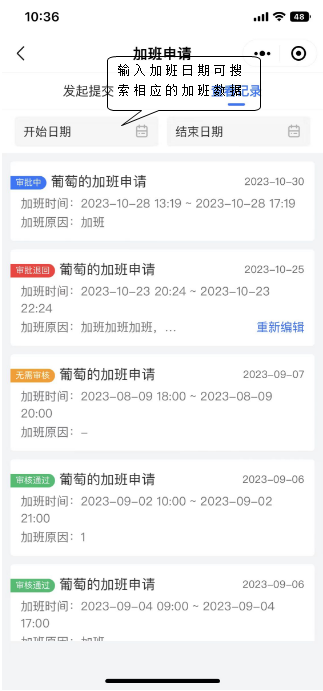 10:36
48
加班申请
输入加班日期可搜
索相应的加班数据
发起提交
记录
开始日期
结束日期
审批中
葡萄的加班申请
2023-10-30
加班时间：2023-10-28 13:19 ~ 2023-10-28 17:19
加班原因：加班
审批退回
葡萄的加班申请
2023-10-25
加班时间：2023-10-23 20:24 ~ 2023-10-23
22:24
加班原因：加班加班加班，...
重新编辑
无需审核
葡萄的加班申请
2023-09-07
加班时间：2023-08-09 18:00 ~ 2023-08-09
20:00
加班原因：-
审核通过
葡萄的加班申请
2023-09-06
加班时间：2023-09-02 10:00 ~ 2023-09-02
21:00
加班原因：1
审核通过
葡萄的加班申请
2023-09-06
加班时间：2023-09-04 09:00 ~ 2023-09-04
17:00
加班原因：加班